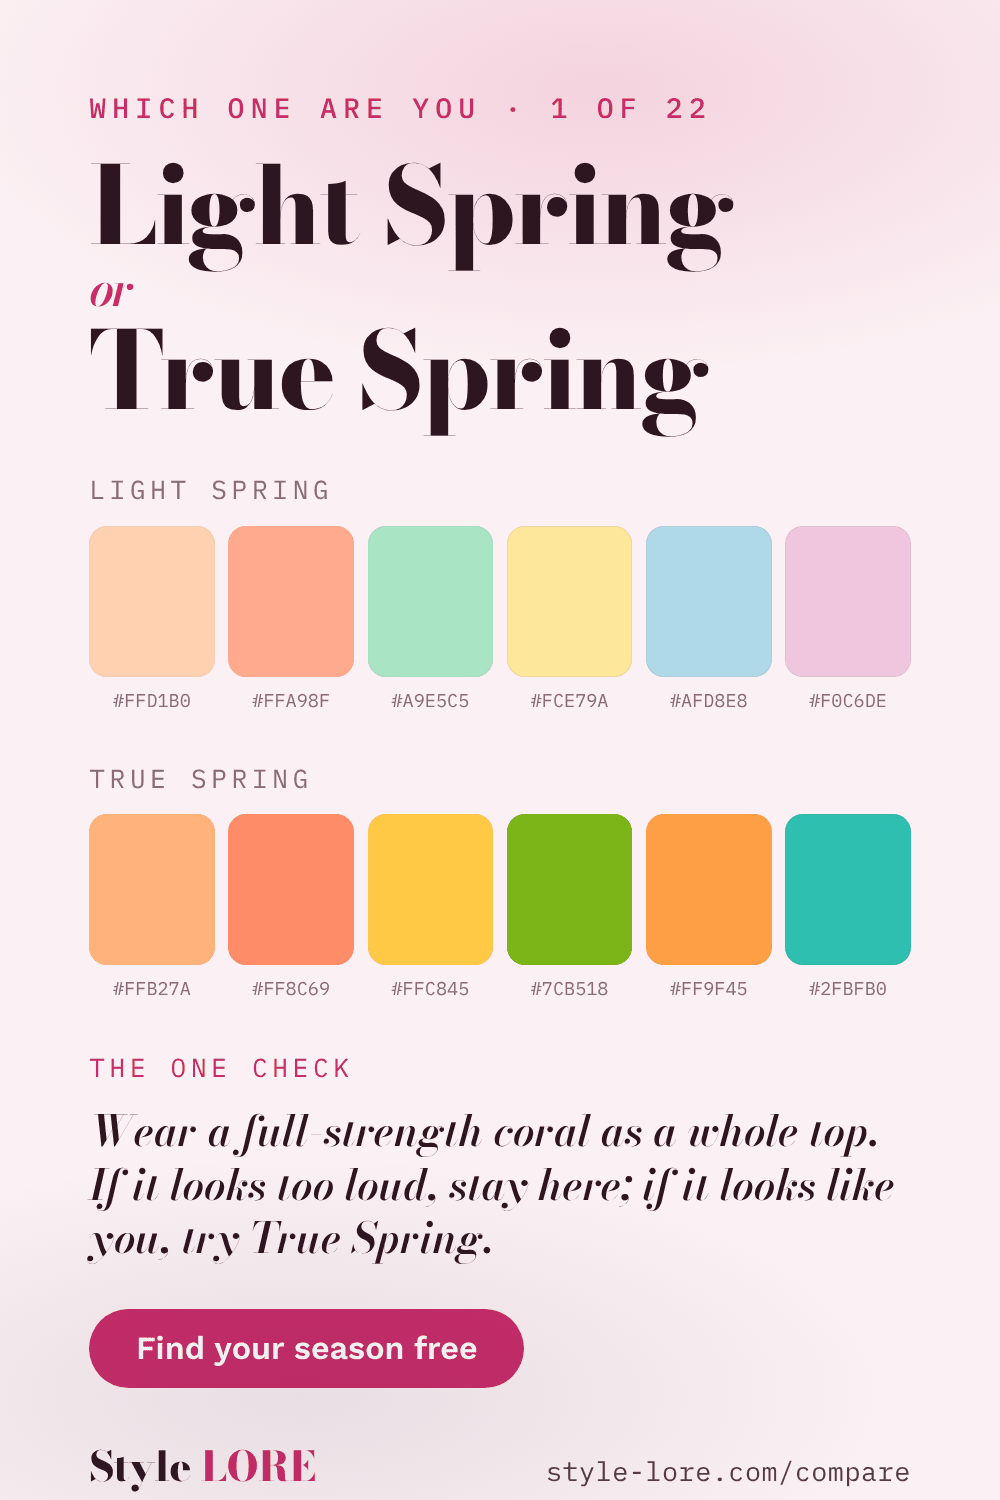 WHICH ONE ARE YOU · 1 OF 22
Light Spring
or
True Spring
LIGHT SPRING
#FFD1B0 #FFA98F #A9E5C5 #FCE79A #AFD8E8 #F0C6DE
TRUE SPRING
#FFB27A #FF8C69 #FFC845 #7CB518 #FF9F45 #2FBFB0
THE ONE CHECK
Wear a full-strength coral as a whole top.
If it looks too loud, stay here; if it looks like
you, try True Spring.
Find your season free
Style LORE style-lore.com/compare